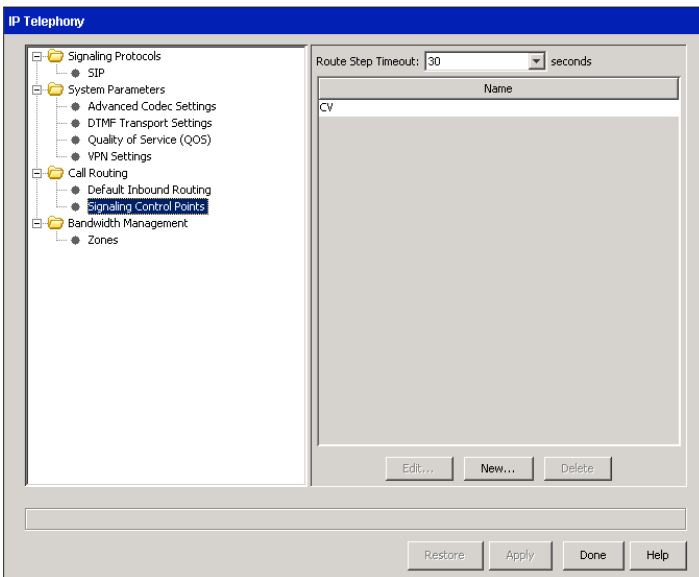 IP Telephony
Signaling Protocols
SIP
System Parameters
Advanced Codec Settings
DTMF Transport Settings
Quality of Service (QOS)
VPN Settings
Call Routing
Default Inbound Routing
Signaling Control Points
Bandwidth Management
Zones
Route Step Timeout: 30 seconds
Name
CV
Edit... New... Delete
Restore Apply Done Help